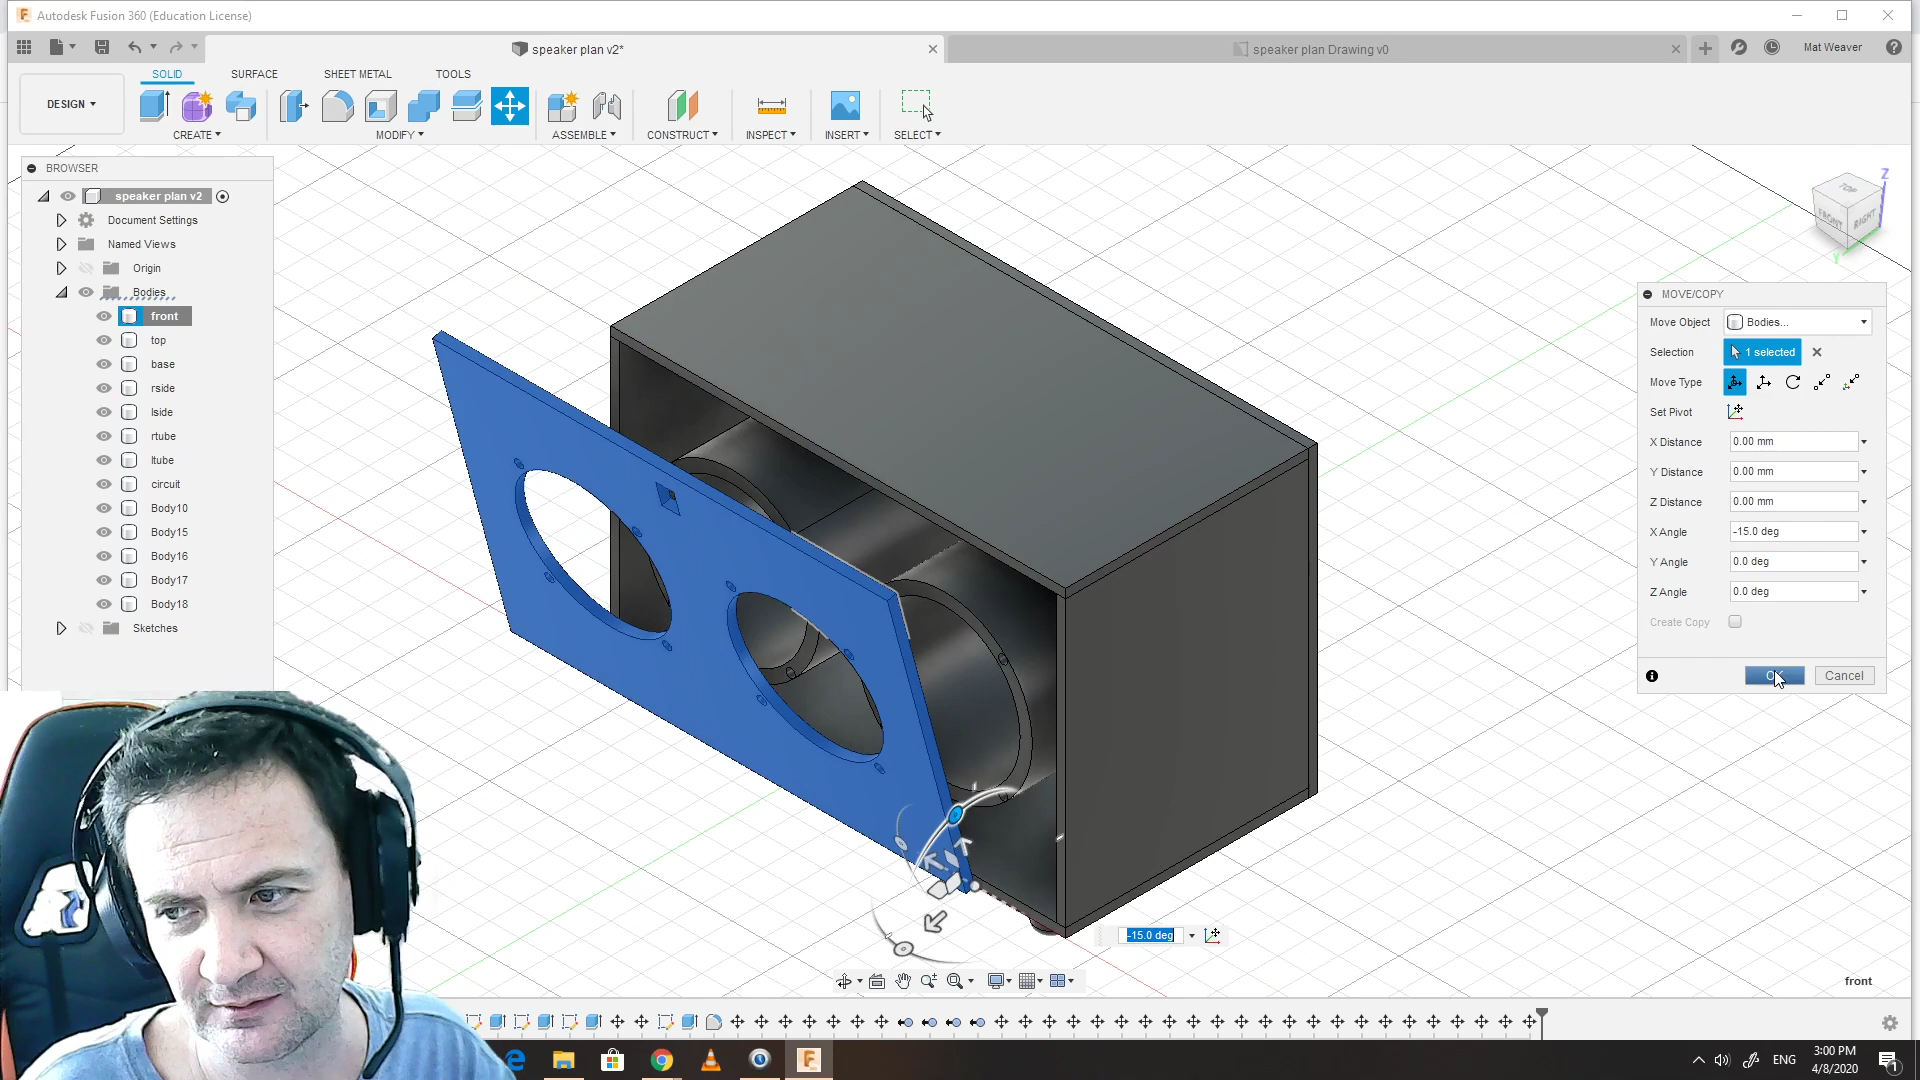 Autodesk Fusion 360 (Education License)
speaker plan v2*
speaker plan Drawing v0
Mat Weaver
DESIGN
SOLID
SURFACE
SHEET METAL
TOOLS
CREATE
MODIFY
ASSEMBLE
CONSTRUCT
INSPECT
INSERT
SELECT
BROWSER
speaker plan v2
Document Settings
Named Views
Origin
Bodies
front
top
base
rside
lside
rtube
ltube
circuit
Body10
Body15
Body16
Body17
Body18
Sketches
TOP
FRONT
RIGHT
Z
Y
MOVE/COPY
Move Object
Bodies...
Selection
1 selected
Move Type
Set Pivot
X Distance
0.00 mm
Y Distance
0.00 mm
Z Distance
0.00 mm
X Angle
-15.0 deg
Y Angle
0.0 deg
Z Angle
0.0 deg
Create Copy
OK
Cancel
-15.0 deg
front
ENG
3:00 PM
4/8/2020
1